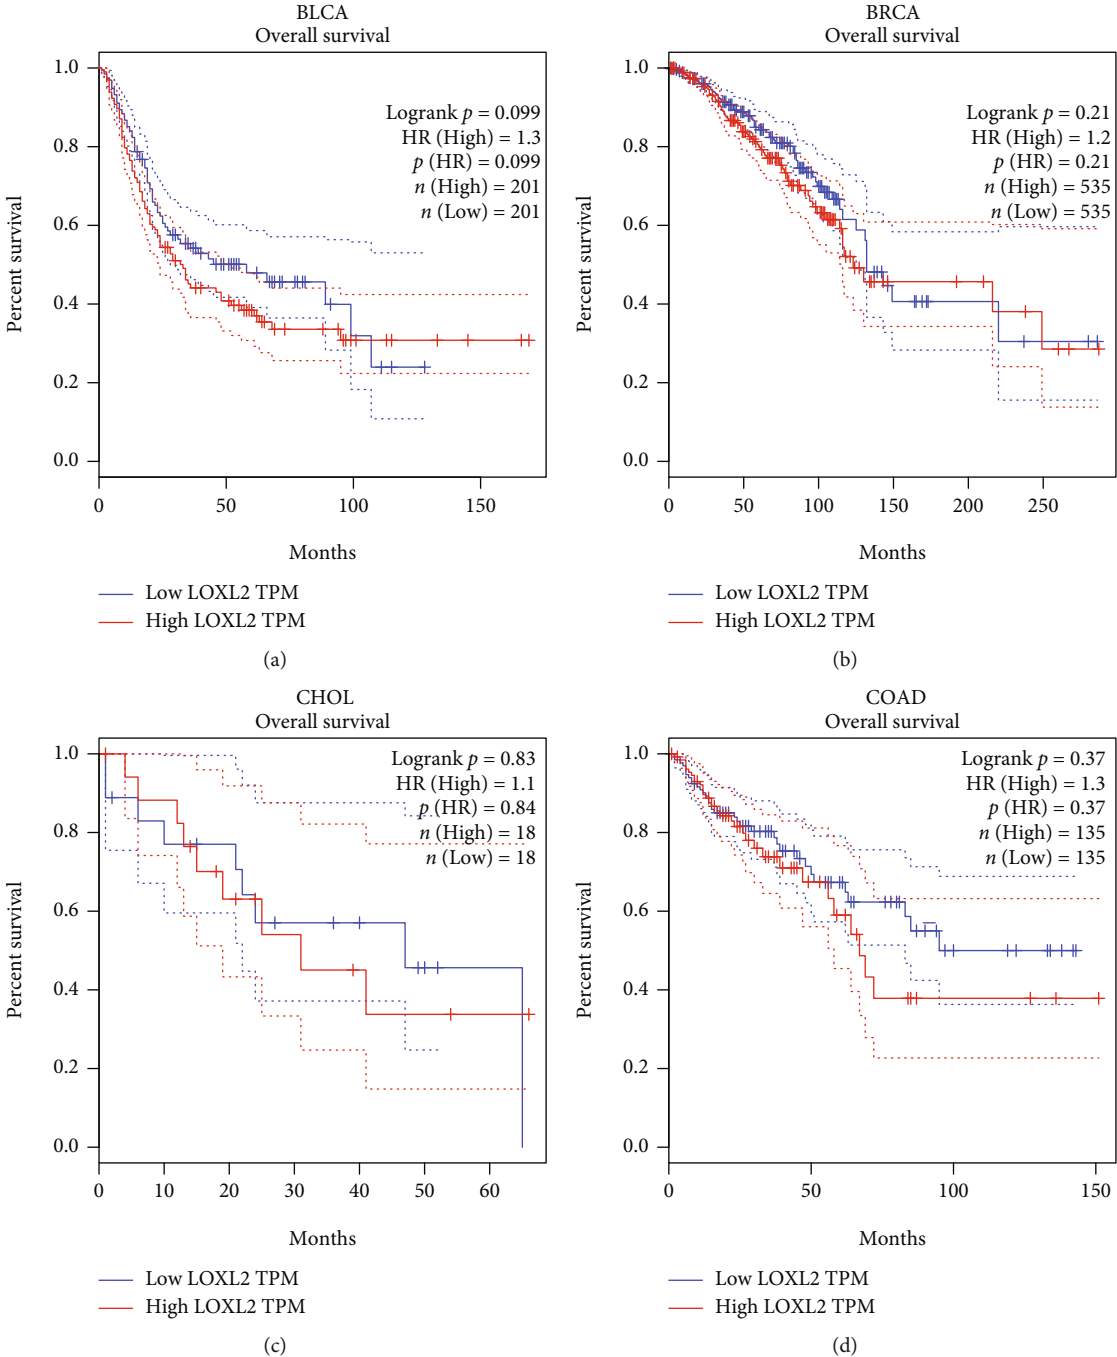 BLCA
Overall survival
Logrank p = 0.099
HR (High) = 1.3
p (HR) = 0.099
n (High) = 201
n (Low) = 201
Percent survival
1.0
0.8
0.6
0.4
0.2
0.0
0 50 100 150
Months
Low LOXL2 TPM
High LOXL2 TPM
(a)
BRCA
Overall survival
Logrank p = 0.21
HR (High) = 1.2
p (HR) = 0.21
n (High) = 535
n (Low) = 535
Percent survival
1.0
0.8
0.6
0.4
0.2
0.0
0 50 100 150 200 250
Months
Low LOXL2 TPM
High LOXL2 TPM
(b)
CHOL
Overall survival
Logrank p = 0.83
HR (High) = 1.1
p (HR) = 0.84
n (High) = 18
n (Low) = 18
Percent survival
1.0
0.8
0.6
0.4
0.2
0.0
0 10 20 30 40 50 60
Months
Low LOXL2 TPM
High LOXL2 TPM
(c)
COAD
Overall survival
Logrank p = 0.37
HR (High) = 1.3
p (HR) = 0.37
n (High) = 135
n (Low) = 135
Percent survival
1.0
0.8
0.6
0.4
0.2
0.0
0 50 100 150
Months
Low LOXL2 TPM
High LOXL2 TPM
(d)